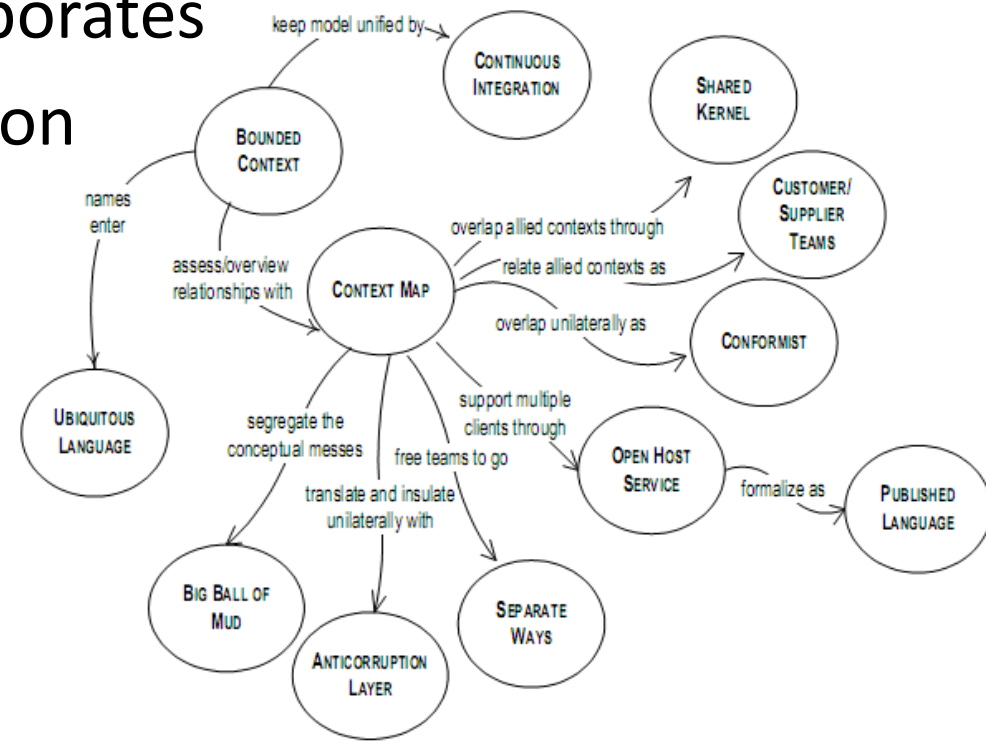 porates
on
keep model unified by
CONTINUOUS
INTEGRATION
SHARED
KERNEL
BOUNDED
CONTEXT
CUSTOMER/
SUPPLIER
TEAMS
names
enter
overlap allied contexts through
assess/overview
relationships with
relate allied contexts as
CONTEXT MAP
overlap unilaterally as
CONFORMIST
UBIQUITOUS
LANGUAGE
segregate the
conceptual messes
support multiple
clients through
free teams to go
OPEN HOST
SERVICE
formalize as
PUBLISHED
LANGUAGE
translate and insulate
unilaterally with
BIG BALL OF
MUD
SEPARATE
WAYS
ANTICORRUPTION
LAYER